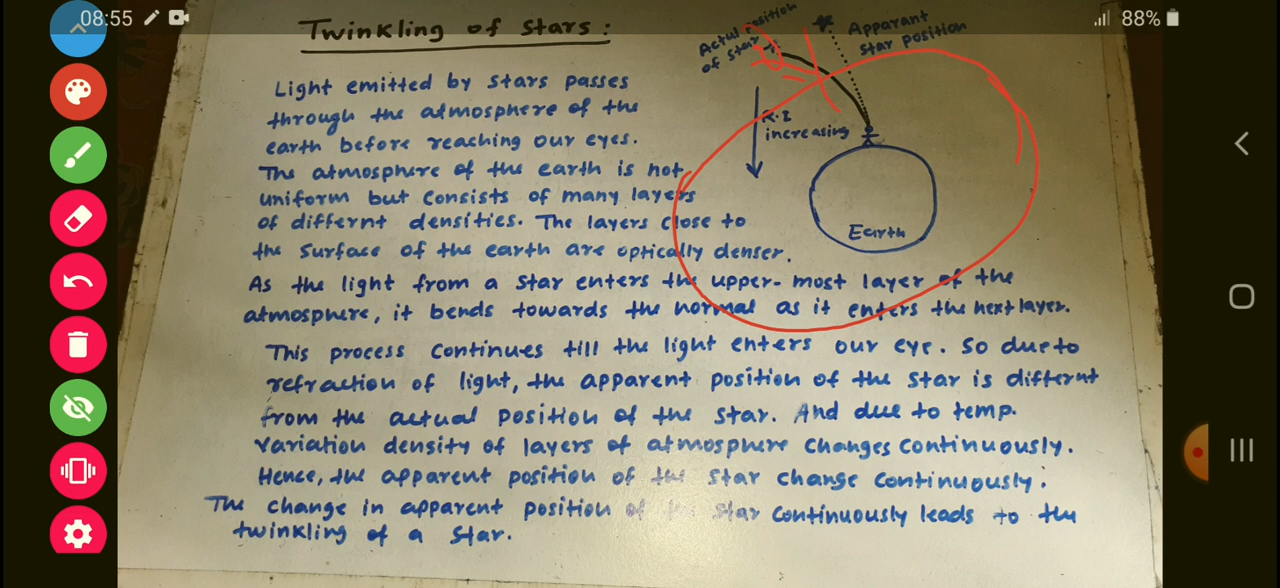 08:55
88%
Twinkling of stars:
Actual position
of star
Apparant
star position
Light emitted by stars passes
through the atmosphere of the
earth before reaching our eyes.
R.I
increasing
The atmosphere of the earth is not
uniform but consists of many layers
of differnt densities. The layers close to
the surface of the earth are optically denser.
Earth
As the light from a star enters the upper-most layer of the
atmosphere, it bends towards the normal as it enters the next layer.
This process continues till the light enters our eye. So due to
refraction of light, the apparent position of the star is differnt
from the actual position of the star. And due to temp.
variation density of layers of atmosphere changes continuously.
Hence, the apparent position of the star change continuously.
The change in apparent position of the star continuously leads to the
twinkling of a star.